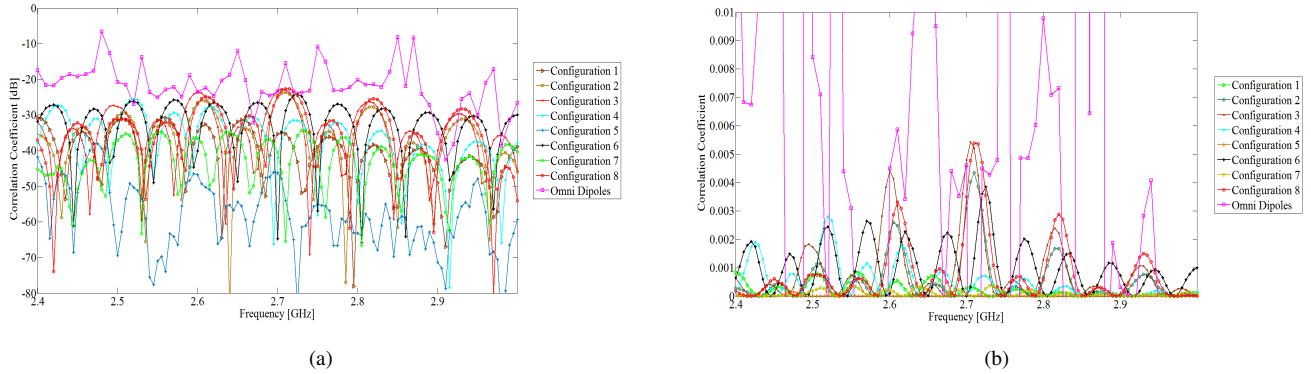 0
-10
-20
-30
-40
-50
-60
-70
-80
Correlation Coefficient [dB]
2.4
2.5
2.6
2.7
2.8
2.9
Frequency [GHz]
Configuration 1
Configuration 2
Configuration 3
Configuration 4
Configuration 5
Configuration 6
Configuration 7
Configuration 8
Omni Dipoles
(a)
0.01
0.009
0.008
0.007
0.006
0.005
0.004
0.003
0.002
0.001
0
Correlation Coefficient
2.4
2.5
2.6
2.7
2.8
2.9
Frequency [GHz]
Configuration 1
Configuration 2
Configuration 3
Configuration 4
Configuration 5
Configuration 6
Configuration 7
Configuration 8
Omni Dipoles
(b)